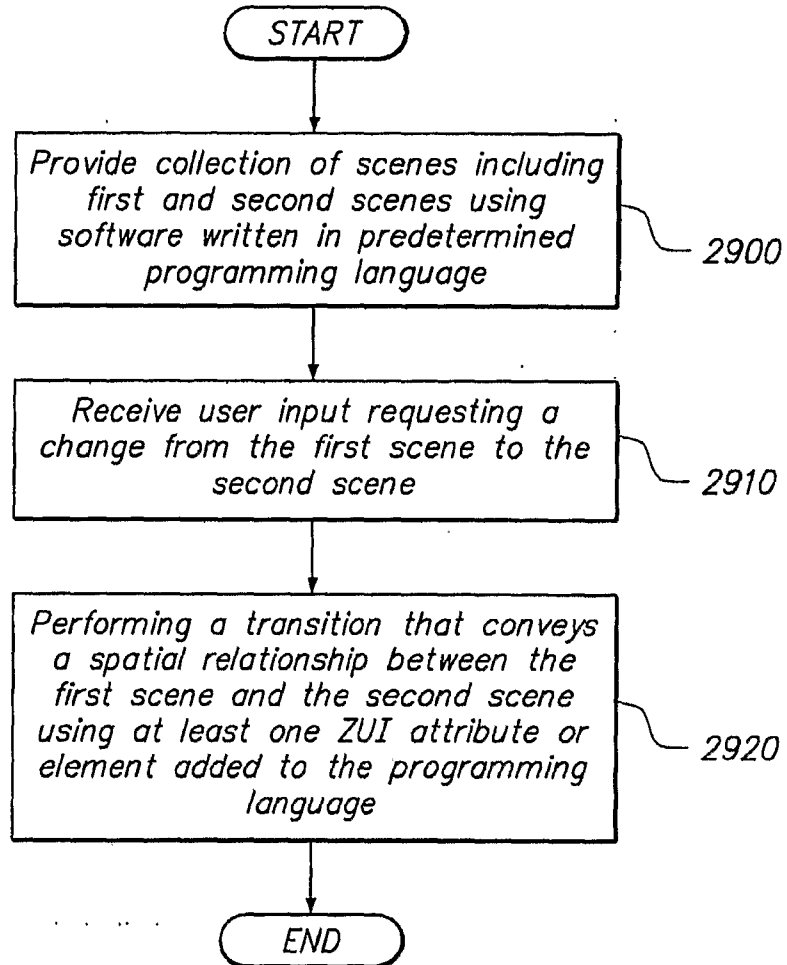 START
Provide collection of scenes including
first and second scenes using
software written in predetermined
programming language
2900
Receive user input requesting a
change from the first scene to the
second scene
2910
Performing a transition that conveys
a spatial relationship between the
first scene and the second scene
using at least one ZUI attribute or
element added to the programming
language
2920
END